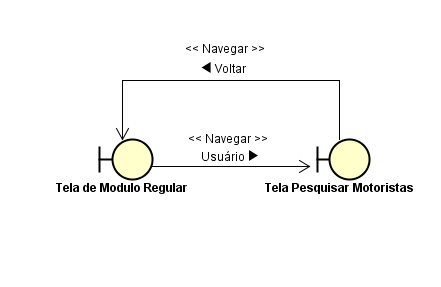 << Navegar >>
Voltar
<< Navegar >>
Usuário
Tela de Modulo Regular
Tela Pesquisar Motoristas